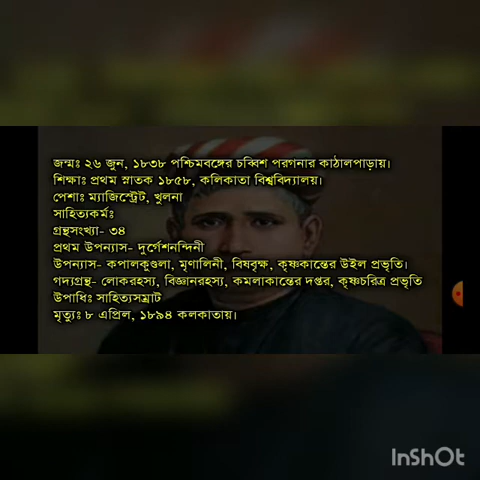 জন্মঃ ২৬ জুন, ১৮৩৮ পশ্চিমবঙ্গের চব্বিশ পরগনার কাঠালপাড়ায়।
শিক্ষাঃ প্রথম স্নাতক ১৮৫৮, কলিকাতা বিশ্ববিদ্যালয়।
পেশাঃ ম্যাজিস্ট্রেট, খুলনা
সাহিত্যকর্মঃ
গ্রন্থসংখ্যা- ৩৪
প্রথম উপন্যাস- দুর্গেশনন্দিনী
উপন্যাস- কপালকুণ্ডলা, মৃণালিনী, বিষবৃক্ষ, কৃষ্ণকান্তের উইল প্রভৃতি।
গদ্যগ্রন্থ- লোকরহস্য, বিজ্ঞানরহস্য, কমলাকান্তের দপ্তর, কৃষ্ণচরিত্র প্রভৃতি
উপাধিঃ সাহিত্যসম্রাট
মৃত্যুঃ ৮ এপ্রিল, ১৮৯৪ কলকাতায়।
InShOt